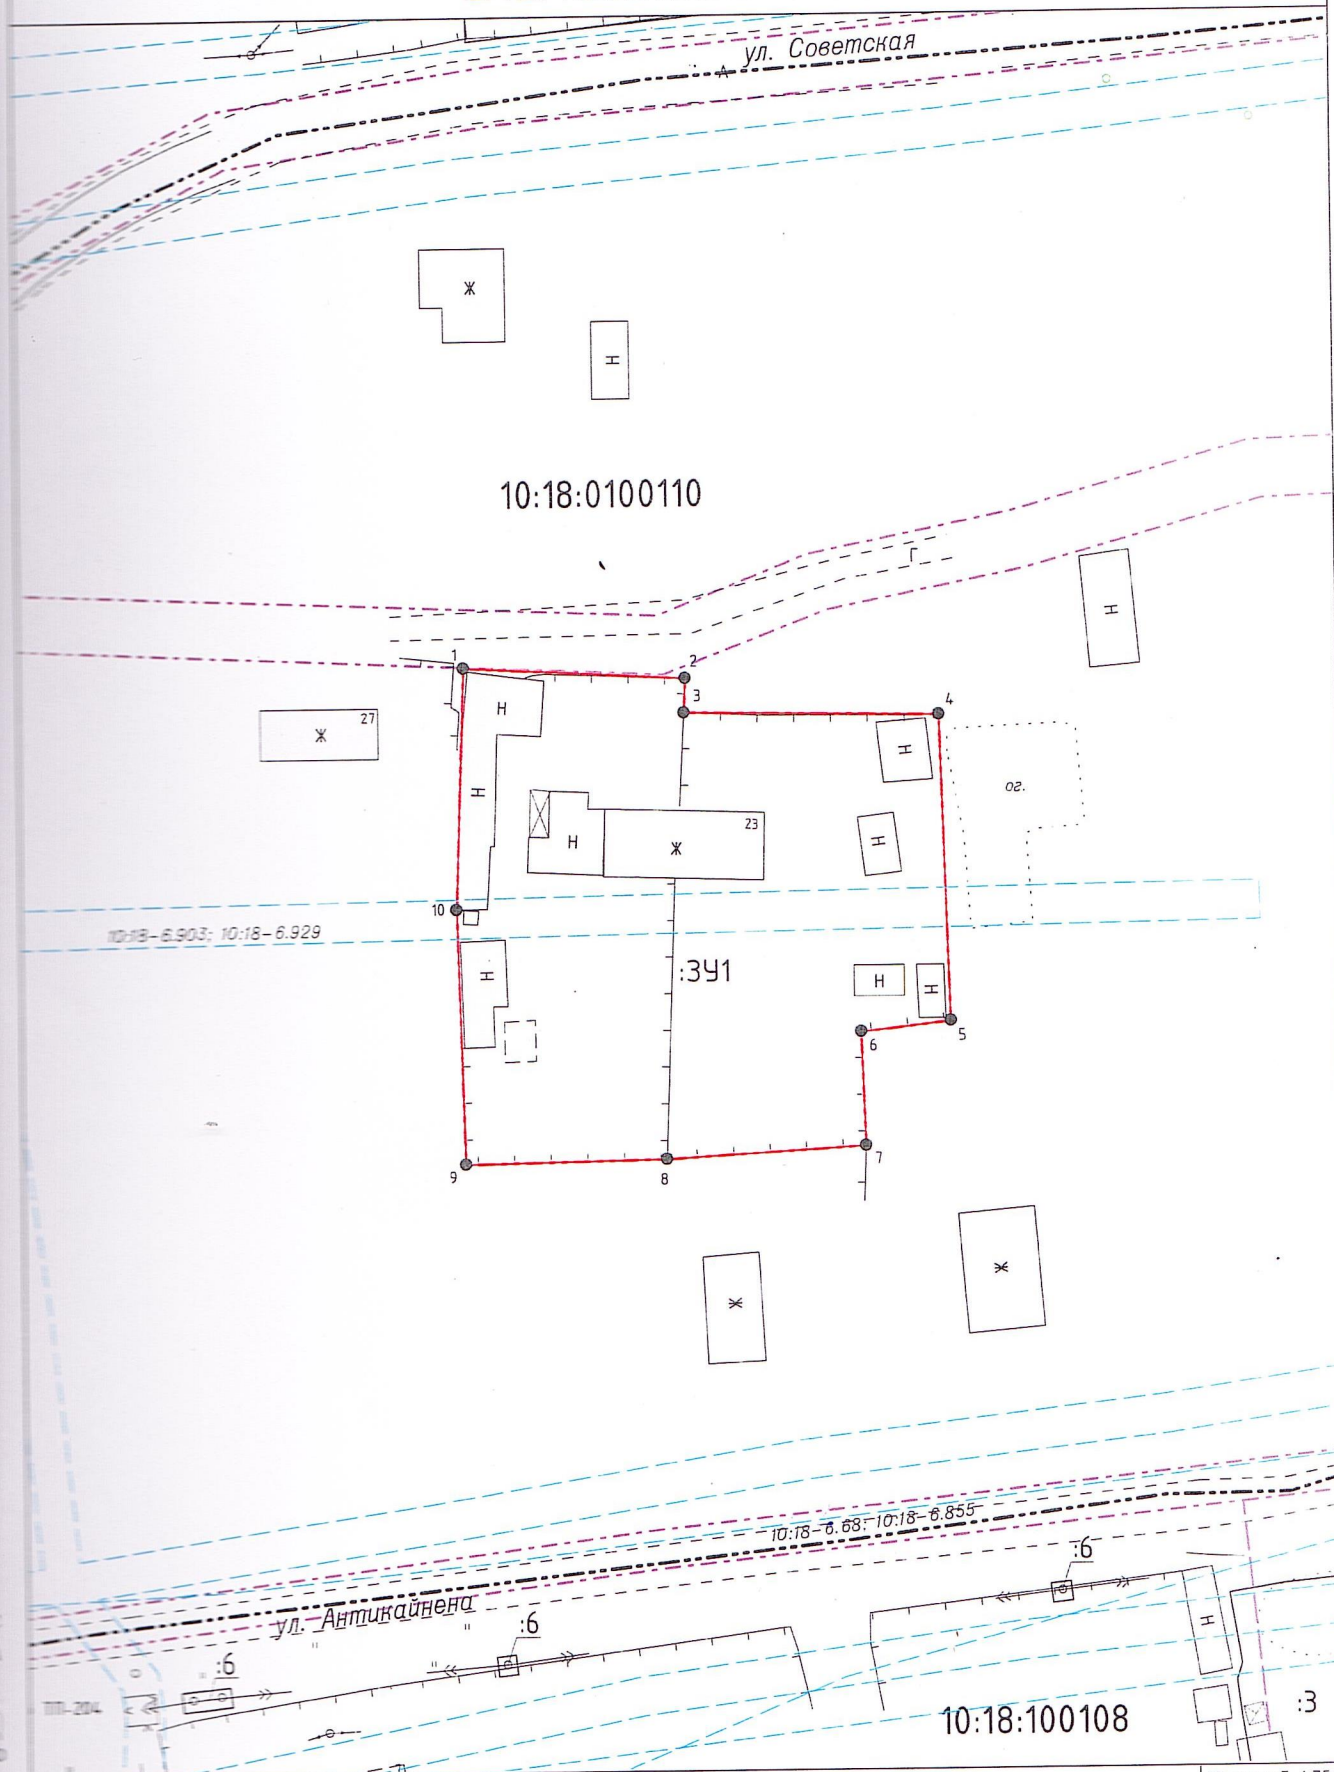 ул. Советская
А
Ж
Н
10:18:0100110
Г
Н
1
2
3
4
Н
27
Ж
Н
Н
ог.
23
Н
Ж
Н
10
10:18-6.903; 10:18-6.929
Н
:ЗУ1
Н
Н
5
6
7
8
9
Ж
Ж
10:18-6.68; 10:18-6.855
:6
ул. Антикайнена
:6
Н
:6
ТП-204
10:18:100108
:3